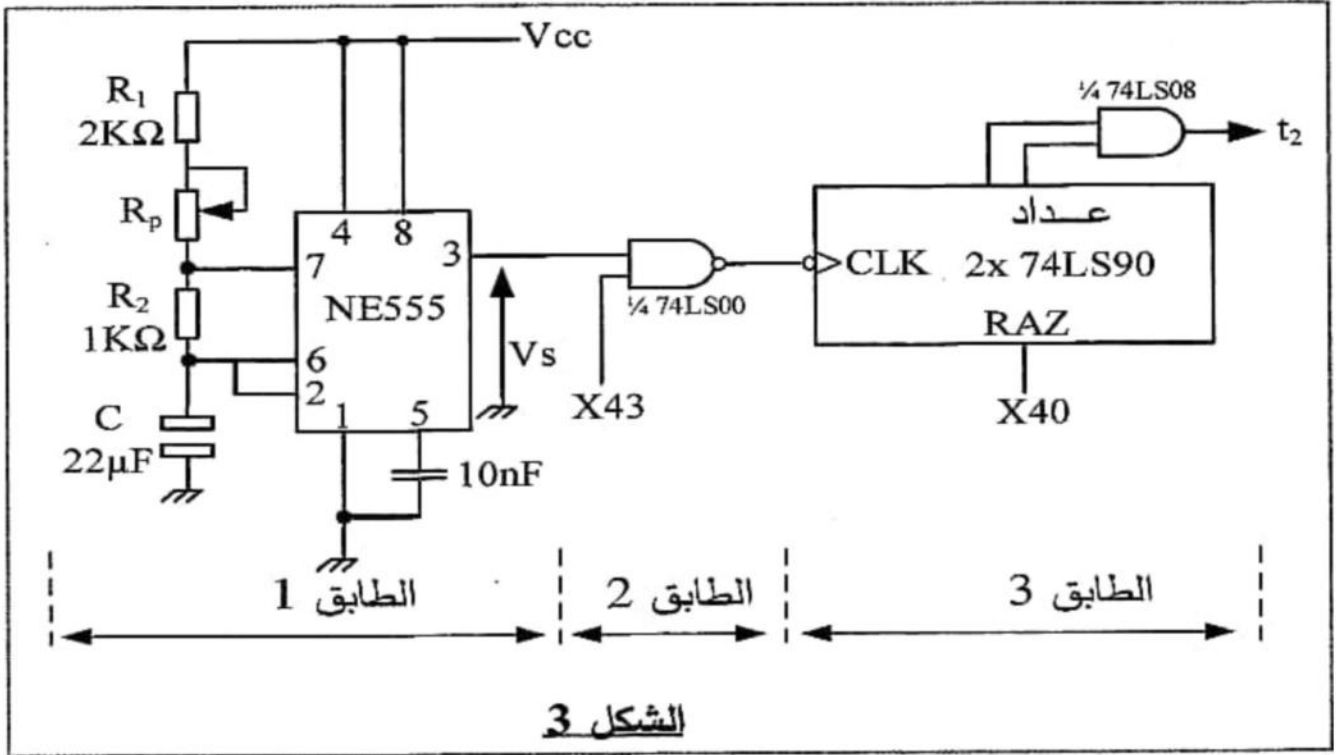 Vcc
R₁
2KΩ
Rp
R₂
1KΩ
C
22µF
4
8
3
7
NE555
6
2
1
5
10nF
Vs
¼ 74LS00
X43
¼ 74LS08
t₂
عداد
CLK 2x 74LS90
RAZ
X40
الطابق 1
الطابق 2
الطابق 3
الشكل 3